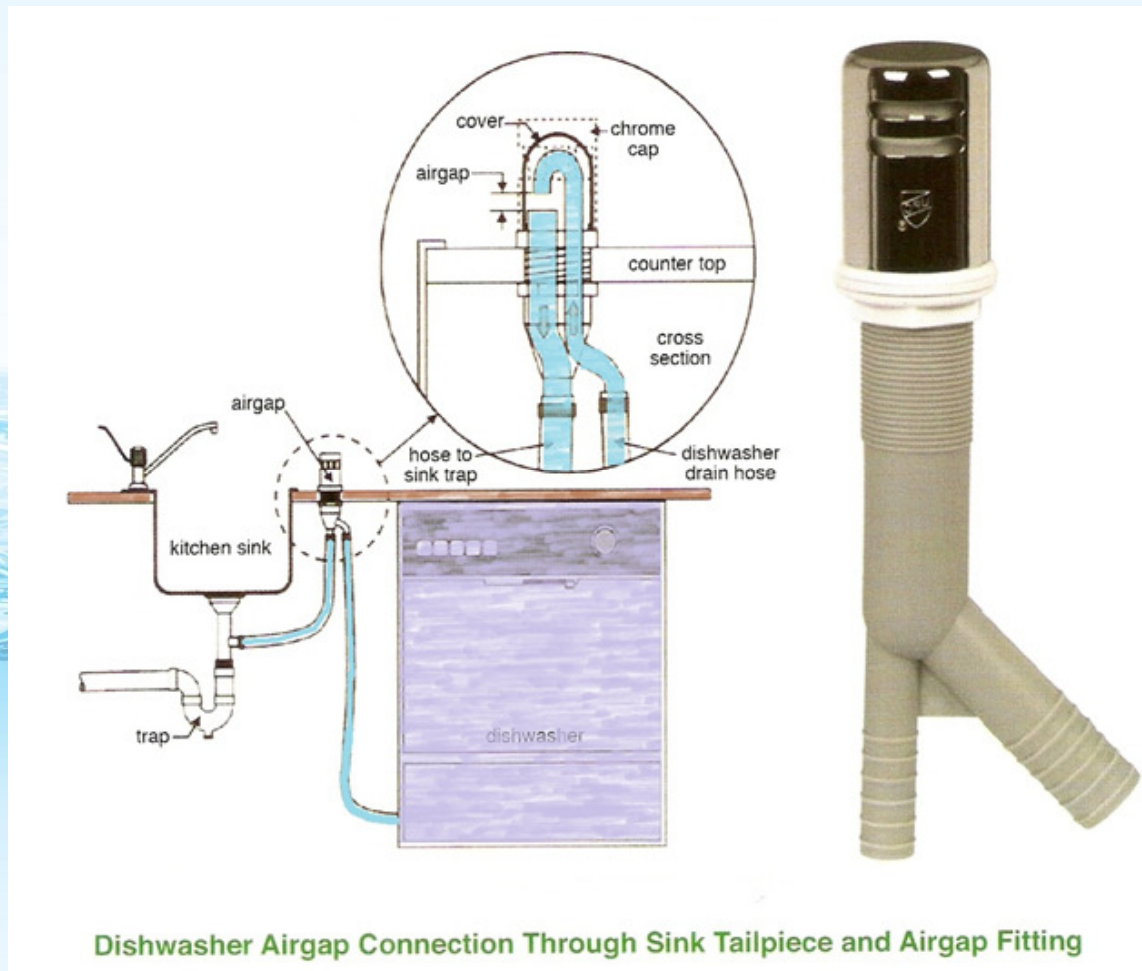 cover
chrome
cap
airgap
counter top
cross
section
airgap
hose to
sink trap
dishwasher
drain hose
kitchen sink
trap
dishwasher
Dishwasher Airgap Connection Through Sink Tailpiece and Airgap Fitting